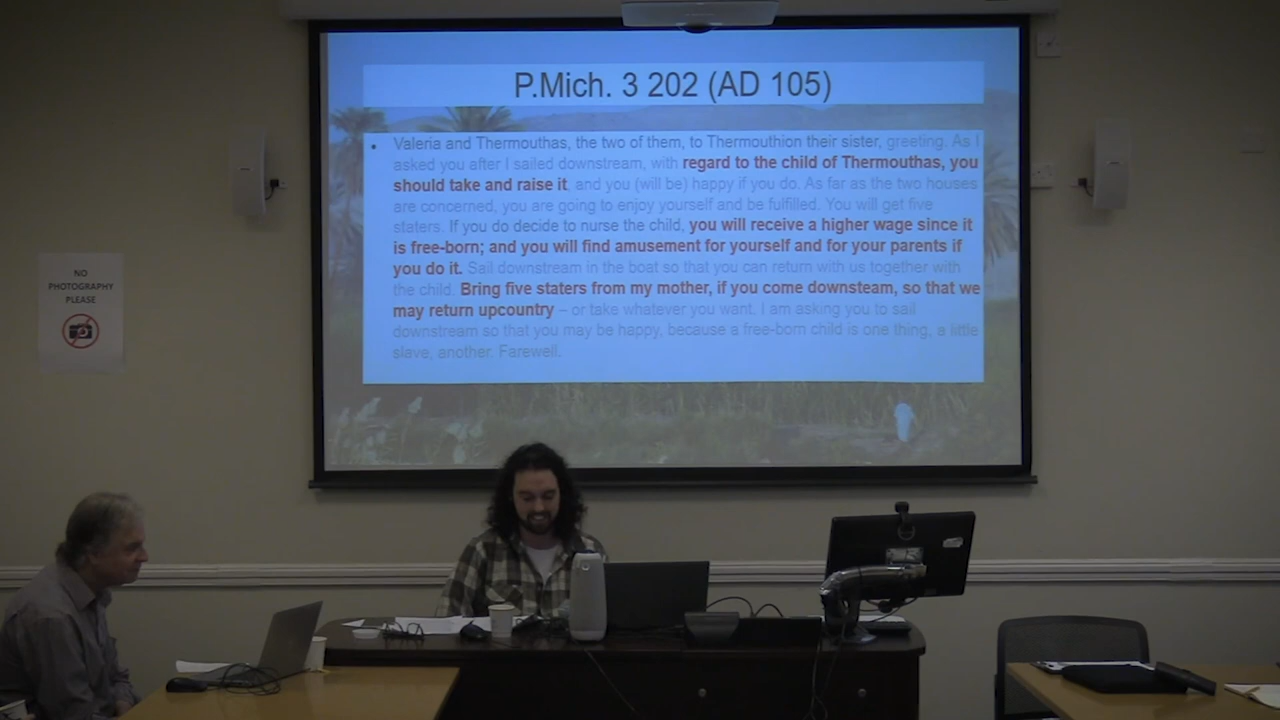 P.Mich. 3 202 (AD 105)
• Valeria and Thermouthas, the two of them, to Thermouthion their sister, greeting. As I
asked you after I sailed downstream, with regard to the child of Thermouthas, you
should take and raise it, and you (will be) happy if you do. As far as the two houses
are concerned, you are going to enjoy yourself and be fulfilled. You will get five
staters. If you do decide to nurse the child, you will receive a higher wage since it
is free-born; and you will find amusement for yourself and for your parents if
you do it. Sail downstream in the boat so that you can return with us together with
the child. Bring five staters from my mother, if you come downsteam, so that we
may return upcountry – or take whatever you want. I am asking you to sail
downstream so that you may be happy, because a free-born child is one thing, a little
slave, another. Farewell.
NO
PHOTOGRAPHY
PLEASE